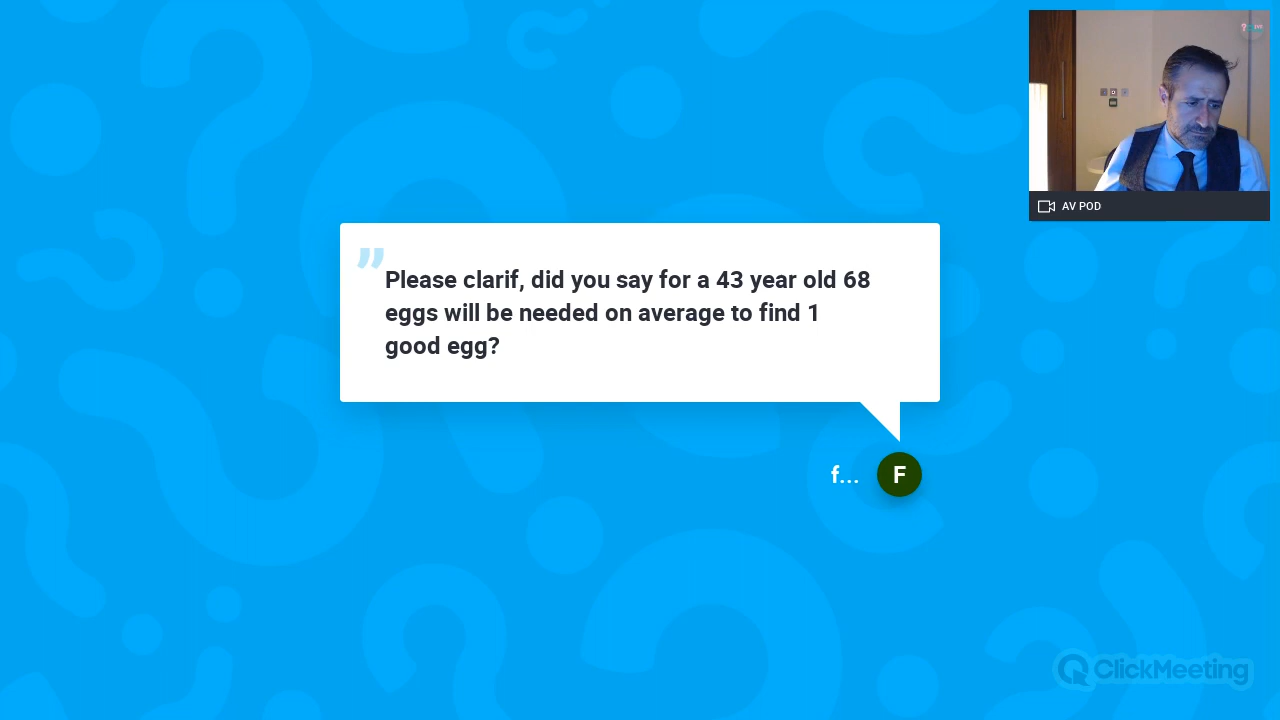 AV POD
”
Please clarif, did you say for a 43 year old 68
eggs will be needed on average to find 1
good egg?
f...
F
ClickMeeting